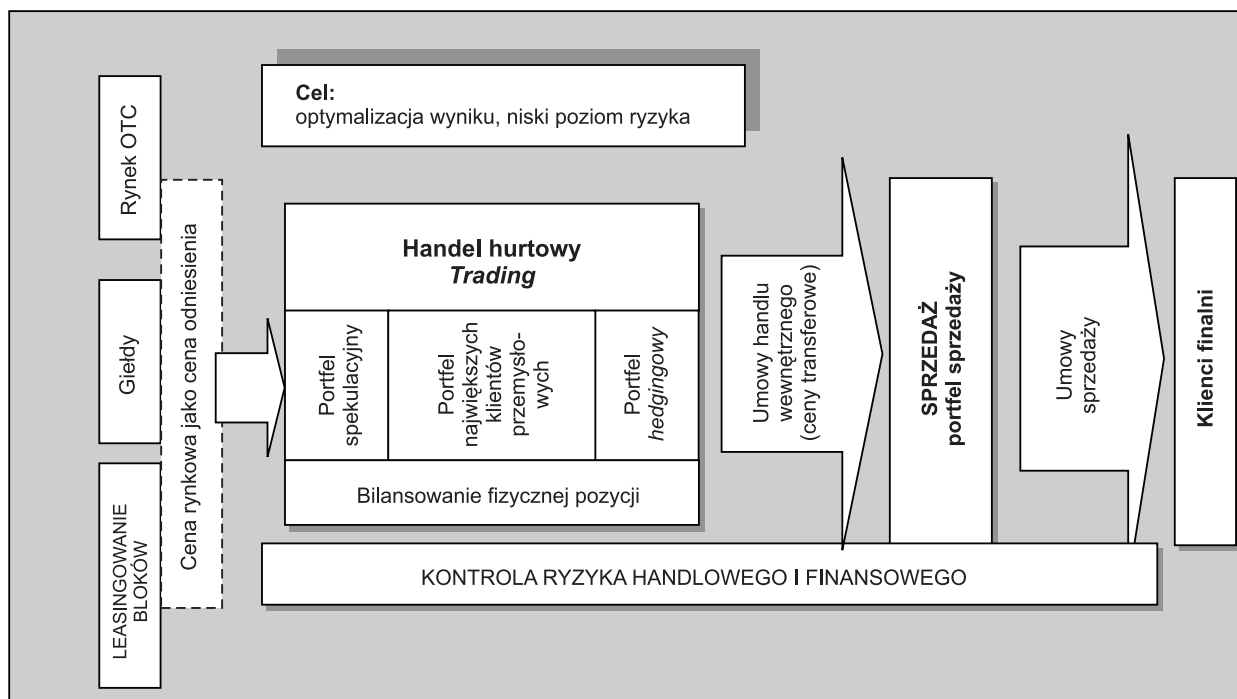 Cel:
optymalizacja wyniku, niski poziom ryzyka
Rynek OTC
Giełdy
LEASINGOWANIE
BLOKÓW
Cena rynkowa jako cena odniesienia
Handel hurtowy
Trading
Portfel
spekulacyjny
Portfel
największych
klientów
przemysło-
wych
Portfel
hedgingowy
Bilansowanie fizycznej pozycji
Umowy handlu
wewnętrznego
(ceny transferowe)
SPRZEDAŻ
portfel sprzedaży
Umowy
sprzedaży
Klienci finalni
KONTROLA RYZYKA HANDLOWEGO I FINANSOWEGO